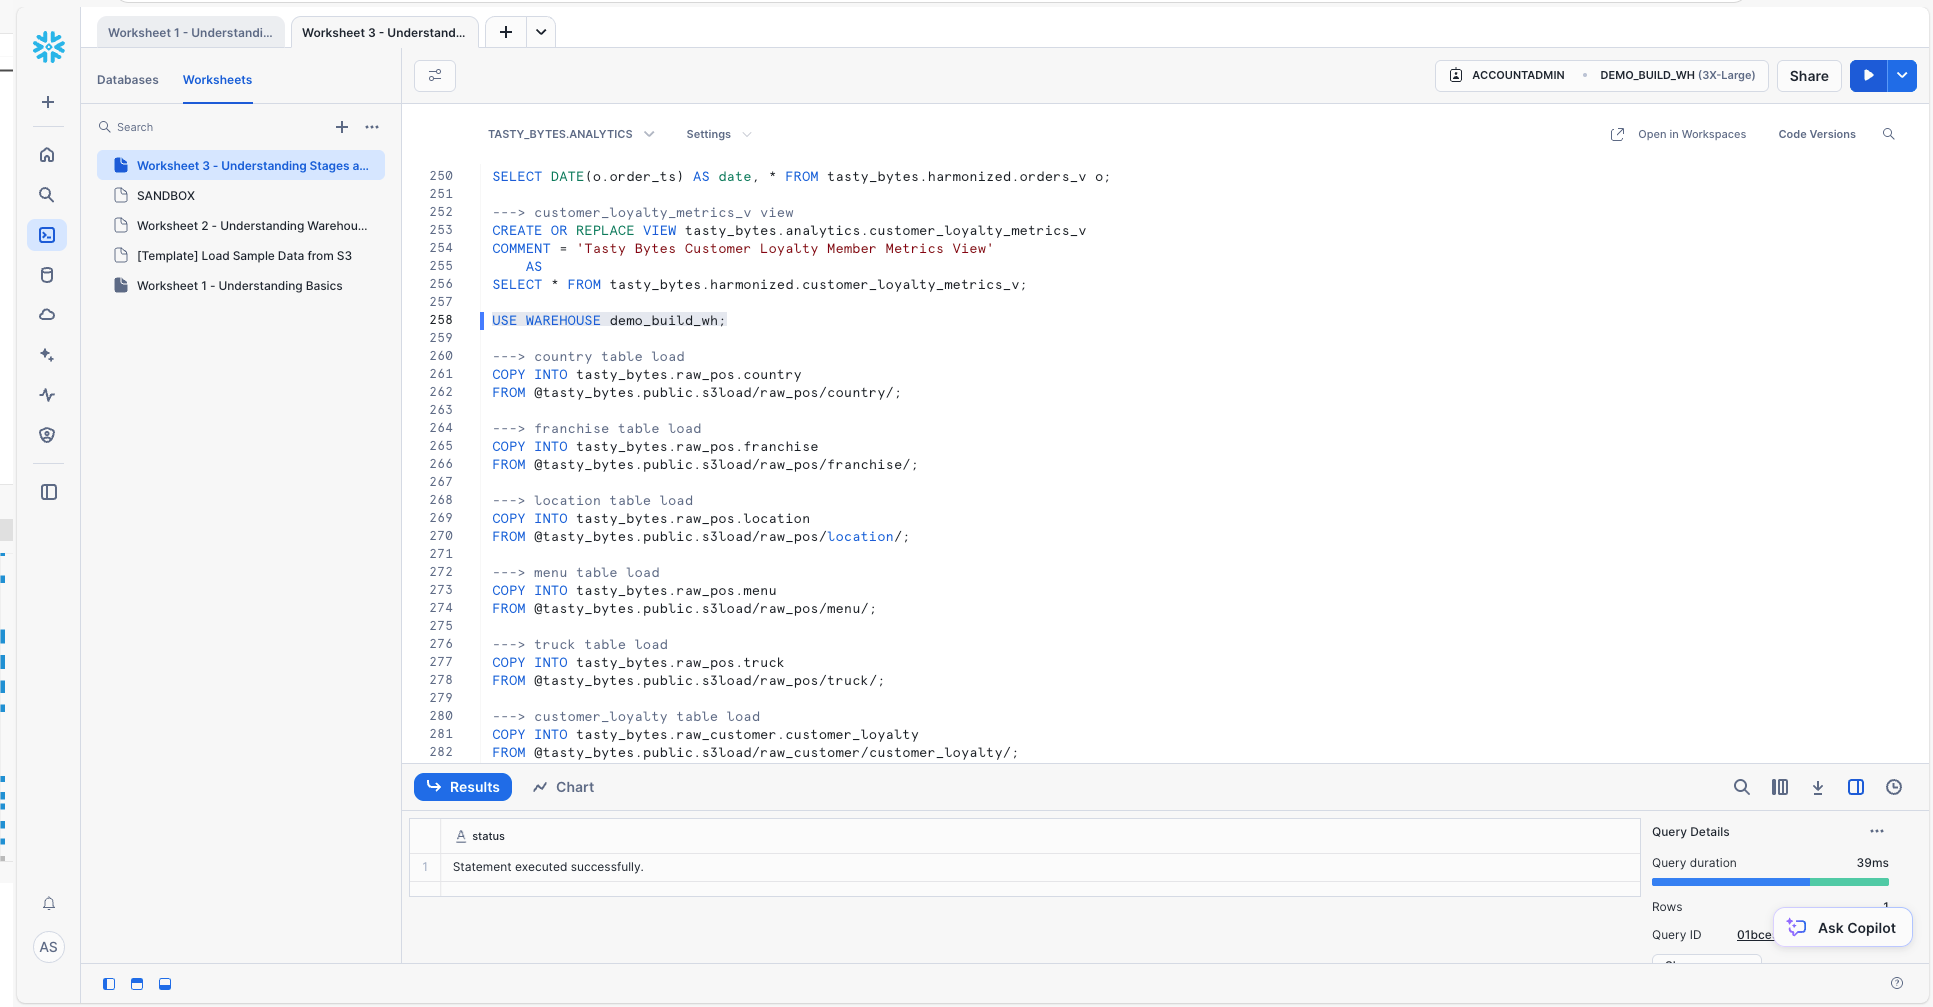 Worksheet 1 - Understandi...
Worksheet 3 - Understand...
Databases
Worksheets
ACCOUNTADMIN
DEMO_BUILD_WH (3X-Large)
Share
Search
TASTY_BYTES.ANALYTICS
Settings
Open in Workspaces
Code Versions
Worksheet 3 - Understanding Stages a...
SANDBOX
Worksheet 2 - Understanding Warehou...
[Template] Load Sample Data from S3
Worksheet 1 - Understanding Basics
250 SELECT DATE(o.order_ts) AS date, * FROM tasty_bytes.harmonized.orders_v o;
251
252 ---> customer_loyalty_metrics_v view
253 CREATE OR REPLACE VIEW tasty_bytes.analytics.customer_loyalty_metrics_v
254 COMMENT = 'Tasty Bytes Customer Loyalty Member Metrics View'
255 AS
256 SELECT * FROM tasty_bytes.harmonized.customer_loyalty_metrics_v;
257
258 USE WAREHOUSE demo_build_wh;
259
260 ---> country table load
261 COPY INTO tasty_bytes.raw_pos.country
262 FROM @tasty_bytes.public.s3load/raw_pos/country/;
263
264 ---> franchise table load
265 COPY INTO tasty_bytes.raw_pos.franchise
266 FROM @tasty_bytes.public.s3load/raw_pos/franchise/;
267
268 ---> location table load
269 COPY INTO tasty_bytes.raw_pos.location
270 FROM @tasty_bytes.public.s3load/raw_pos/location/;
271
272 ---> menu table load
273 COPY INTO tasty_bytes.raw_pos.menu
274 FROM @tasty_bytes.public.s3load/raw_pos/menu/;
275
276 ---> truck table load
277 COPY INTO tasty_bytes.raw_pos.truck
278 FROM @tasty_bytes.public.s3load/raw_pos/truck/;
279
280 ---> customer_loyalty table load
281 COPY INTO tasty_bytes.raw_customer.customer_loyalty
282 FROM @tasty_bytes.public.s3load/raw_customer/customer_loyalty/;
Results
Chart
A status
1 Statement executed successfully.
Query Details
Query duration 39ms
Rows 1
Query ID 01bce
Ask Copilot
AS